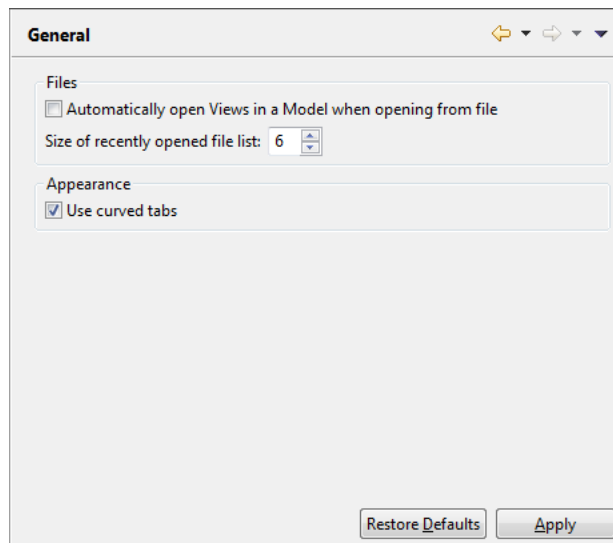 General
Files
Automatically open Views in a Model when opening from file
Size of recently opened file list: 6
Appearance
Use curved tabs
Restore Defaults Apply